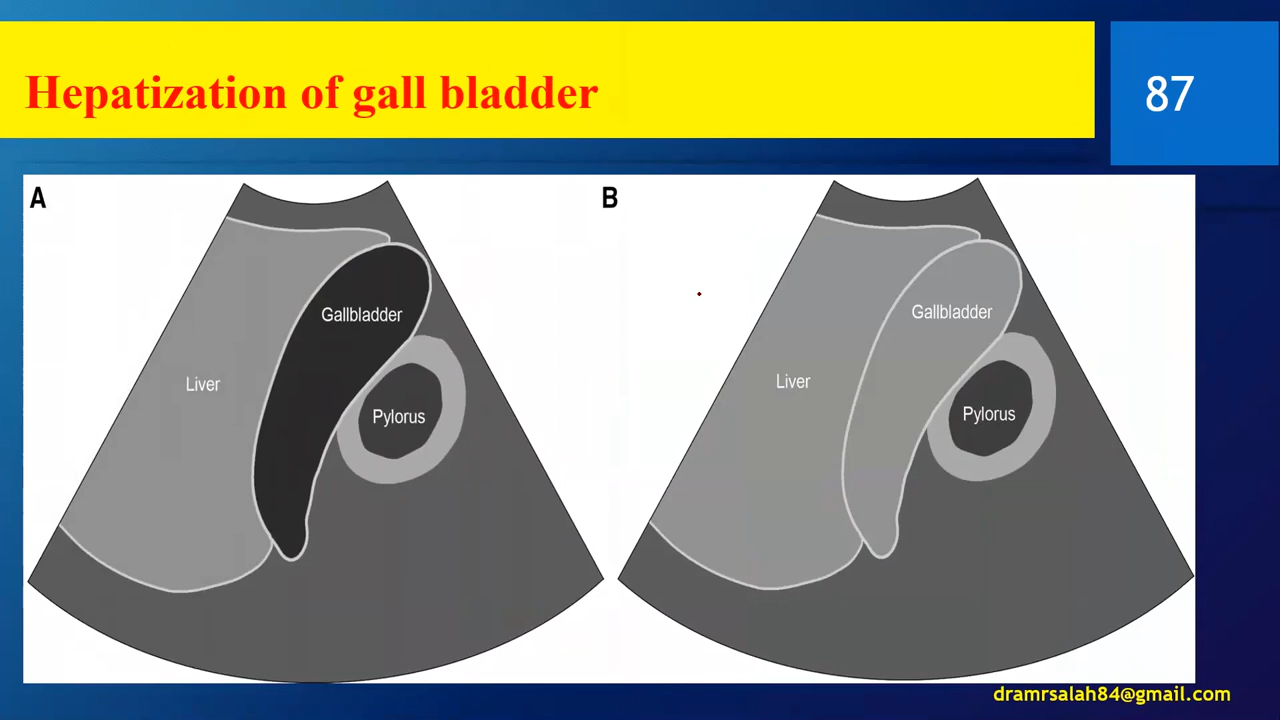 Hepatization of gall bladder
87
A
Gallbladder
Liver
Pylorus
B
Gallbladder
Liver
Pylorus
dramrsalah84@gmail.com